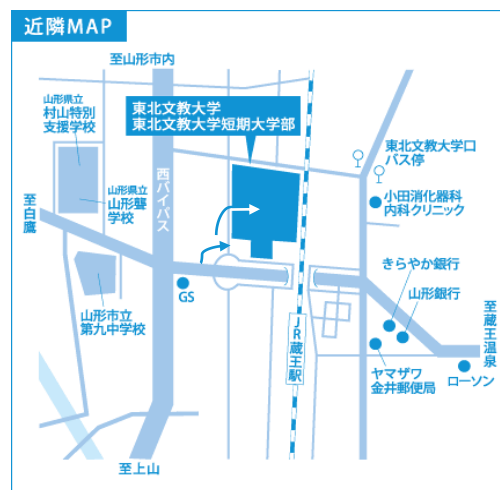 近隣MAP
至山形市内
山形県立
村山特別
支援学校
東北文教大学
東北文教大学短期大学部
東北文教大学口
バス停
至白鷹
山形県立
山形聾
学校
西バイパス
小田消化器科
内科クリニック
きらやか銀行
山形銀行
GS
山形市立
第九中学校
JR蔵王駅
至蔵王温泉
ヤマザワ
金井郵便局
ローソン
至上山